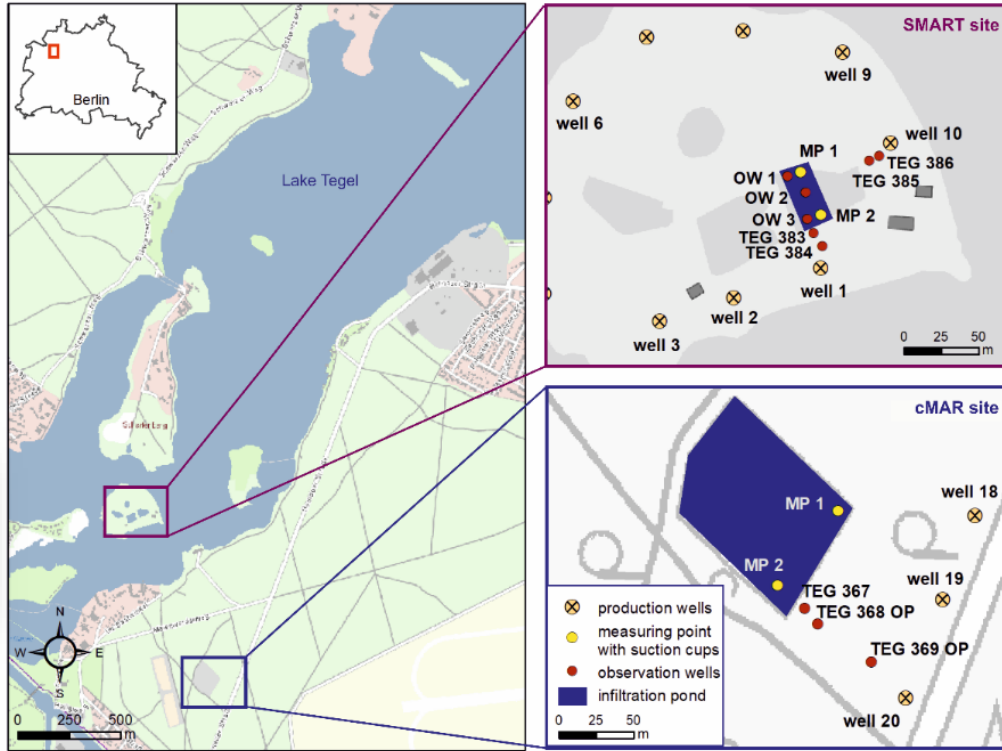 Berlin
Lake Tegel
N
W
E
S
0
250
500
m
SMART site
well 9
well 6
well 10
MP 1
TEG 386
TEG 385
OW 1
OW 2
OW 3
MP 2
TEG 383
TEG 384
well 1
well 2
well 3
0
25
50
m
cMAR site
MP 1
well 18
MP 2
well 19
TEG 367
TEG 368 OP
TEG 369 OP
well 20
production wells
measuring point
with suction cups
observation wells
infiltration pond
0
25
50
m